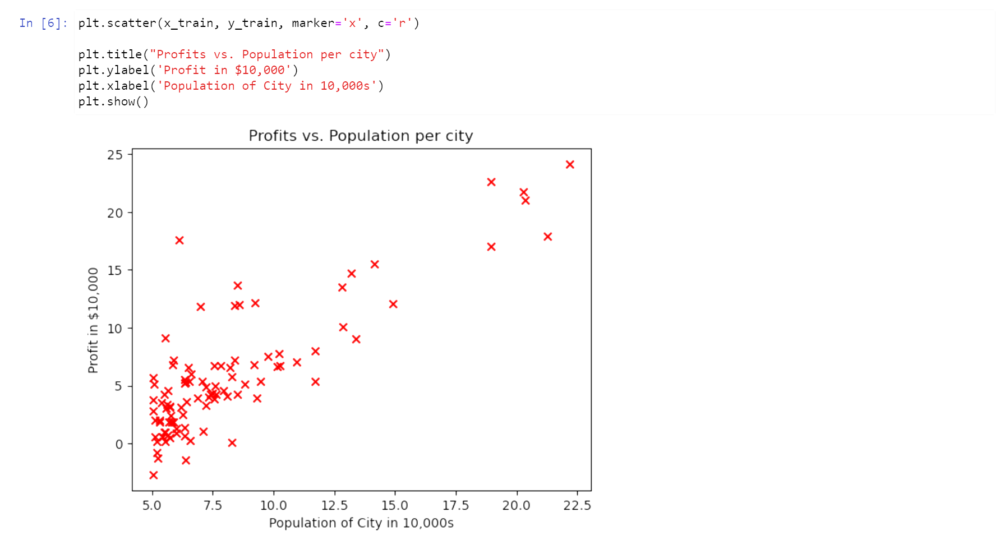 In [6]: plt.scatter(x_train, y_train, marker='x', c='r')
plt.title("Profits vs. Population per city")
plt.ylabel('Profit in $10,000')
plt.xlabel('Population of City in 10,000s')
plt.show()
Profits vs. Population per city
25
20
15
10
5
0
Profit in $10,000
5.0 7.5 10.0 12.5 15.0 17.5 20.0 22.5
Population of City in 10,000s